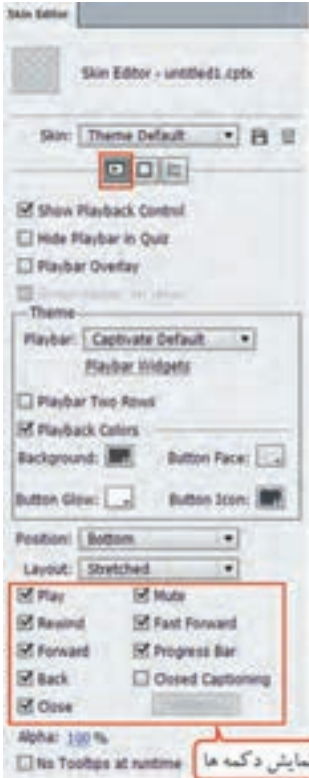 Skin Editor
Skin Editor - untitled1.cptx
Skin: Theme Default
Show Playback Control
Hide Playbar in Quiz
Playbar Overlay
Theme
Playbar: Captivate Default
Playbar Widgets
Playbar Two Rows
Playback Colors
Background: Button Face:
Button Glow: Button Icon:
Position: Bottom
Layout: Stretched
Play Mute
Rewind Fast Forward
Forward Progress Bar
Back Closed Captioning
Close
Alpha: 100 %
No Tooltips at runtime
نمایش دکمه ها